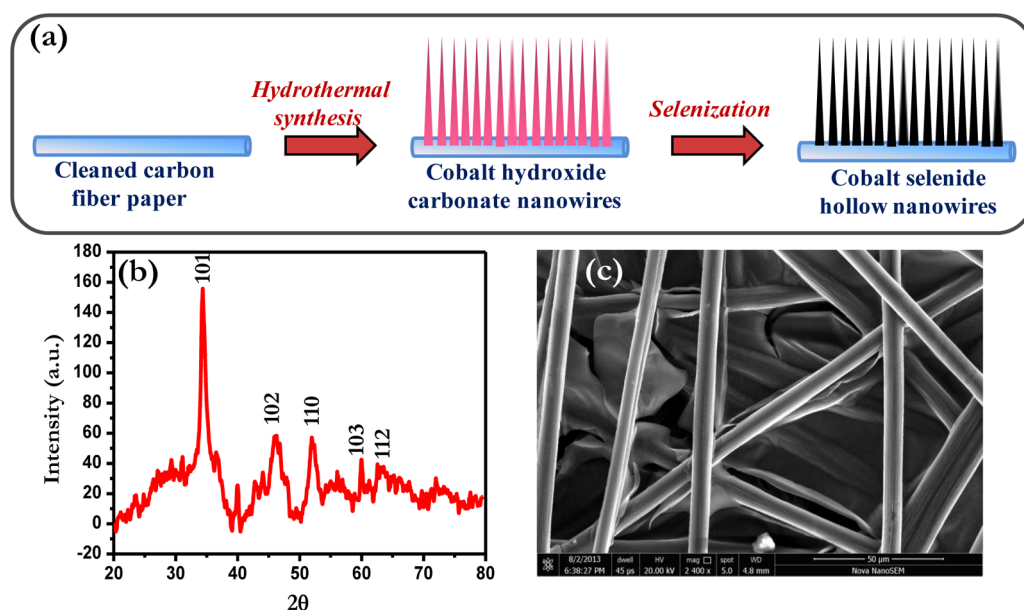 (a)
Hydrothermal
synthesis
Selenization
Cleaned carbon
fiber paper
Cobalt hydroxide
carbonate nanowires
Cobalt selenide
hollow nanowires
(b)
180
160
140
120
100
80
60
40
20
0
-20
Intensity (a.u.)
101
102
110
103
112
20 30 40 50 60 70 80
2θ
(c)
8/2/2013 dwell HV mag spot WD 50 µm
6:38:27 PM 45 µs 20.00 kV 2 400 x 5.0 4.8 mm Nova NanoSEM